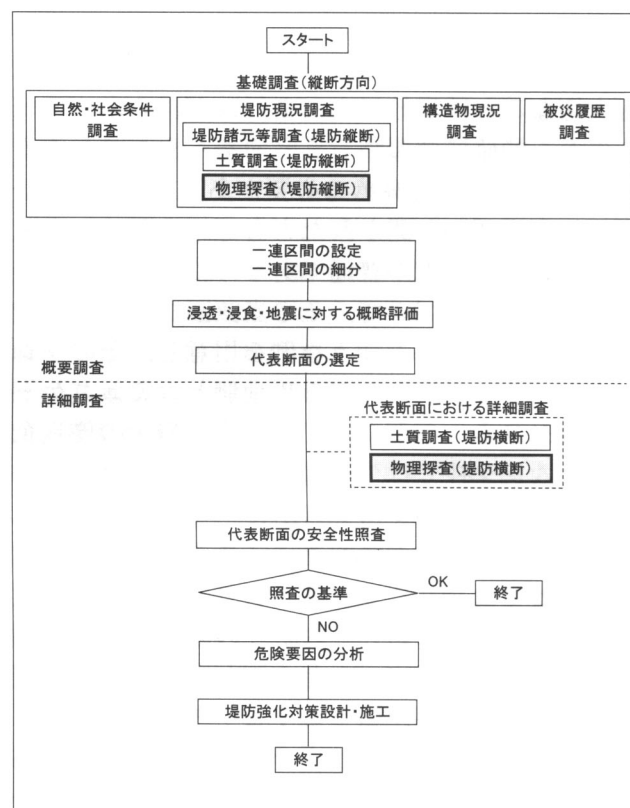 スタート
基礎調査(縦断方向)
自然・社会条件
調査
堤防現況調査
堤防諸元等調査(堤防縦断)
土質調査(堤防縦断)
物理探査(堤防縦断)
構造物現況
調査
被災履歴
調査
一連区間の設定
一連区間の細分
浸透・浸食・地震に対する概略評価
代表断面の選定
概要調査
詳細調査
代表断面における詳細調査
土質調査(堤防横断)
物理探査(堤防横断)
代表断面の安全性照査
照査の基準
OK
終了
NO
危険要因の分析
堤防強化対策設計・施工
終了